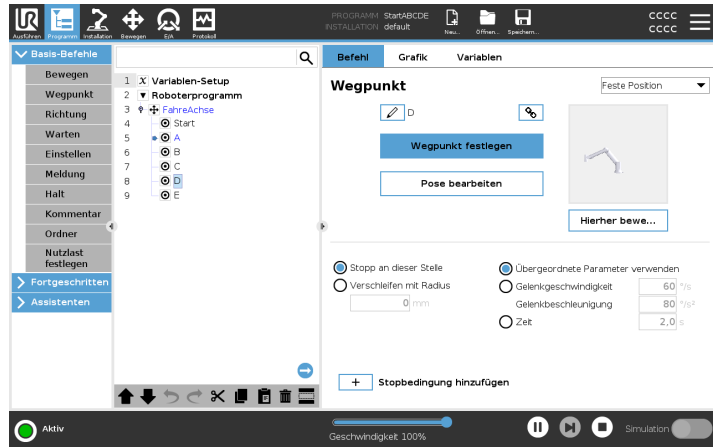 UR
PROGRAMM StartABCDE
INSTALLATION default
CCCC
CCCC
Ausführen Programm Installation Bewegen E/A Protokoll Neu... Öffnen... Speichern...
Basis-Befehle
Bewegen
Wegpunkt
Richtung
Warten
Einstellen
Meldung
Halt
Kommentar
Ordner
Nutzlast
festlegen
Fortgeschritten
Assistenten
1 X Variablen-Setup
2 Roboterprogramm
3 FahreAchse
4 Start
5 A
6 B
7 C
8 D
9 E
Befehl Grafik Variablen
Wegpunkt Feste Position
D
Wegpunkt festlegen
Pose bearbeiten
Hierher bewe...
Stopp an dieser Stelle
Verschleifen mit Radius
0 mm
Übergeordnete Parameter verwenden
Gelenkgeschwindigkeit 60 °/s
Gelenkbeschleunigung 80 °/s²
Zeit 2,0 s
+ Stopbedingung hinzufügen
Aktiv
Geschwindigkeit 100%
Simulation